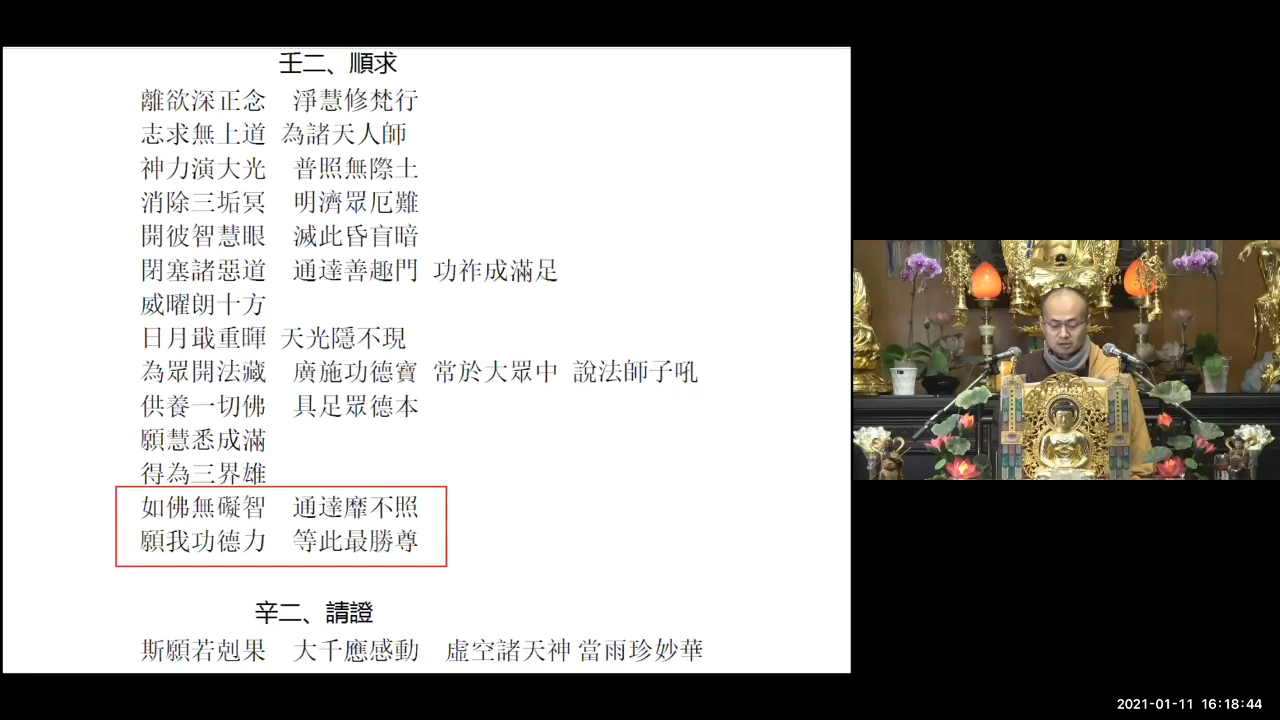 壬二、順求
離欲深正念 淨慧修梵行
志求無上道 為諸天人師
神力演大光 普照無際土
消除三垢冥 明濟眾厄難
開彼智慧眼 滅此昏盲暗
閉塞諸惡道 通達善趣門 功祚成滿足
威曜朗十方
日月戢重暉 天光隱不現
為眾開法藏 廣施功德寶 常於大眾中 說法師子吼
供養一切佛 具足眾德本
願慧悉成滿
得為三界雄
如佛無礙智 通達靡不照
願我功德力 等此最勝尊
辛二、請證
斯願若剋果 大千應感動 虛空諸天神 當雨珍妙華
2021-01-11 16:18:44